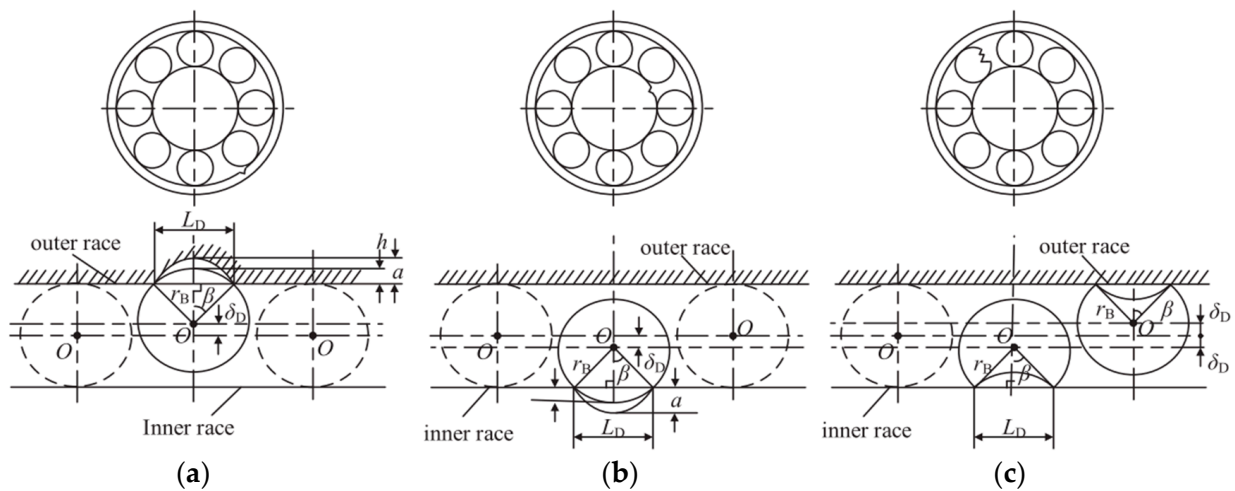 L_D
outer race
h
a
r_B
β
δ_D
O
O
O
Inner race
(a)
outer race
O
O
O
r_B
β
δ_D
a
inner race
L_D
(b)
outer race
r_B
β
O
δ_D
δ_D
O
O
r_B
β
inner race
L_D
(c)